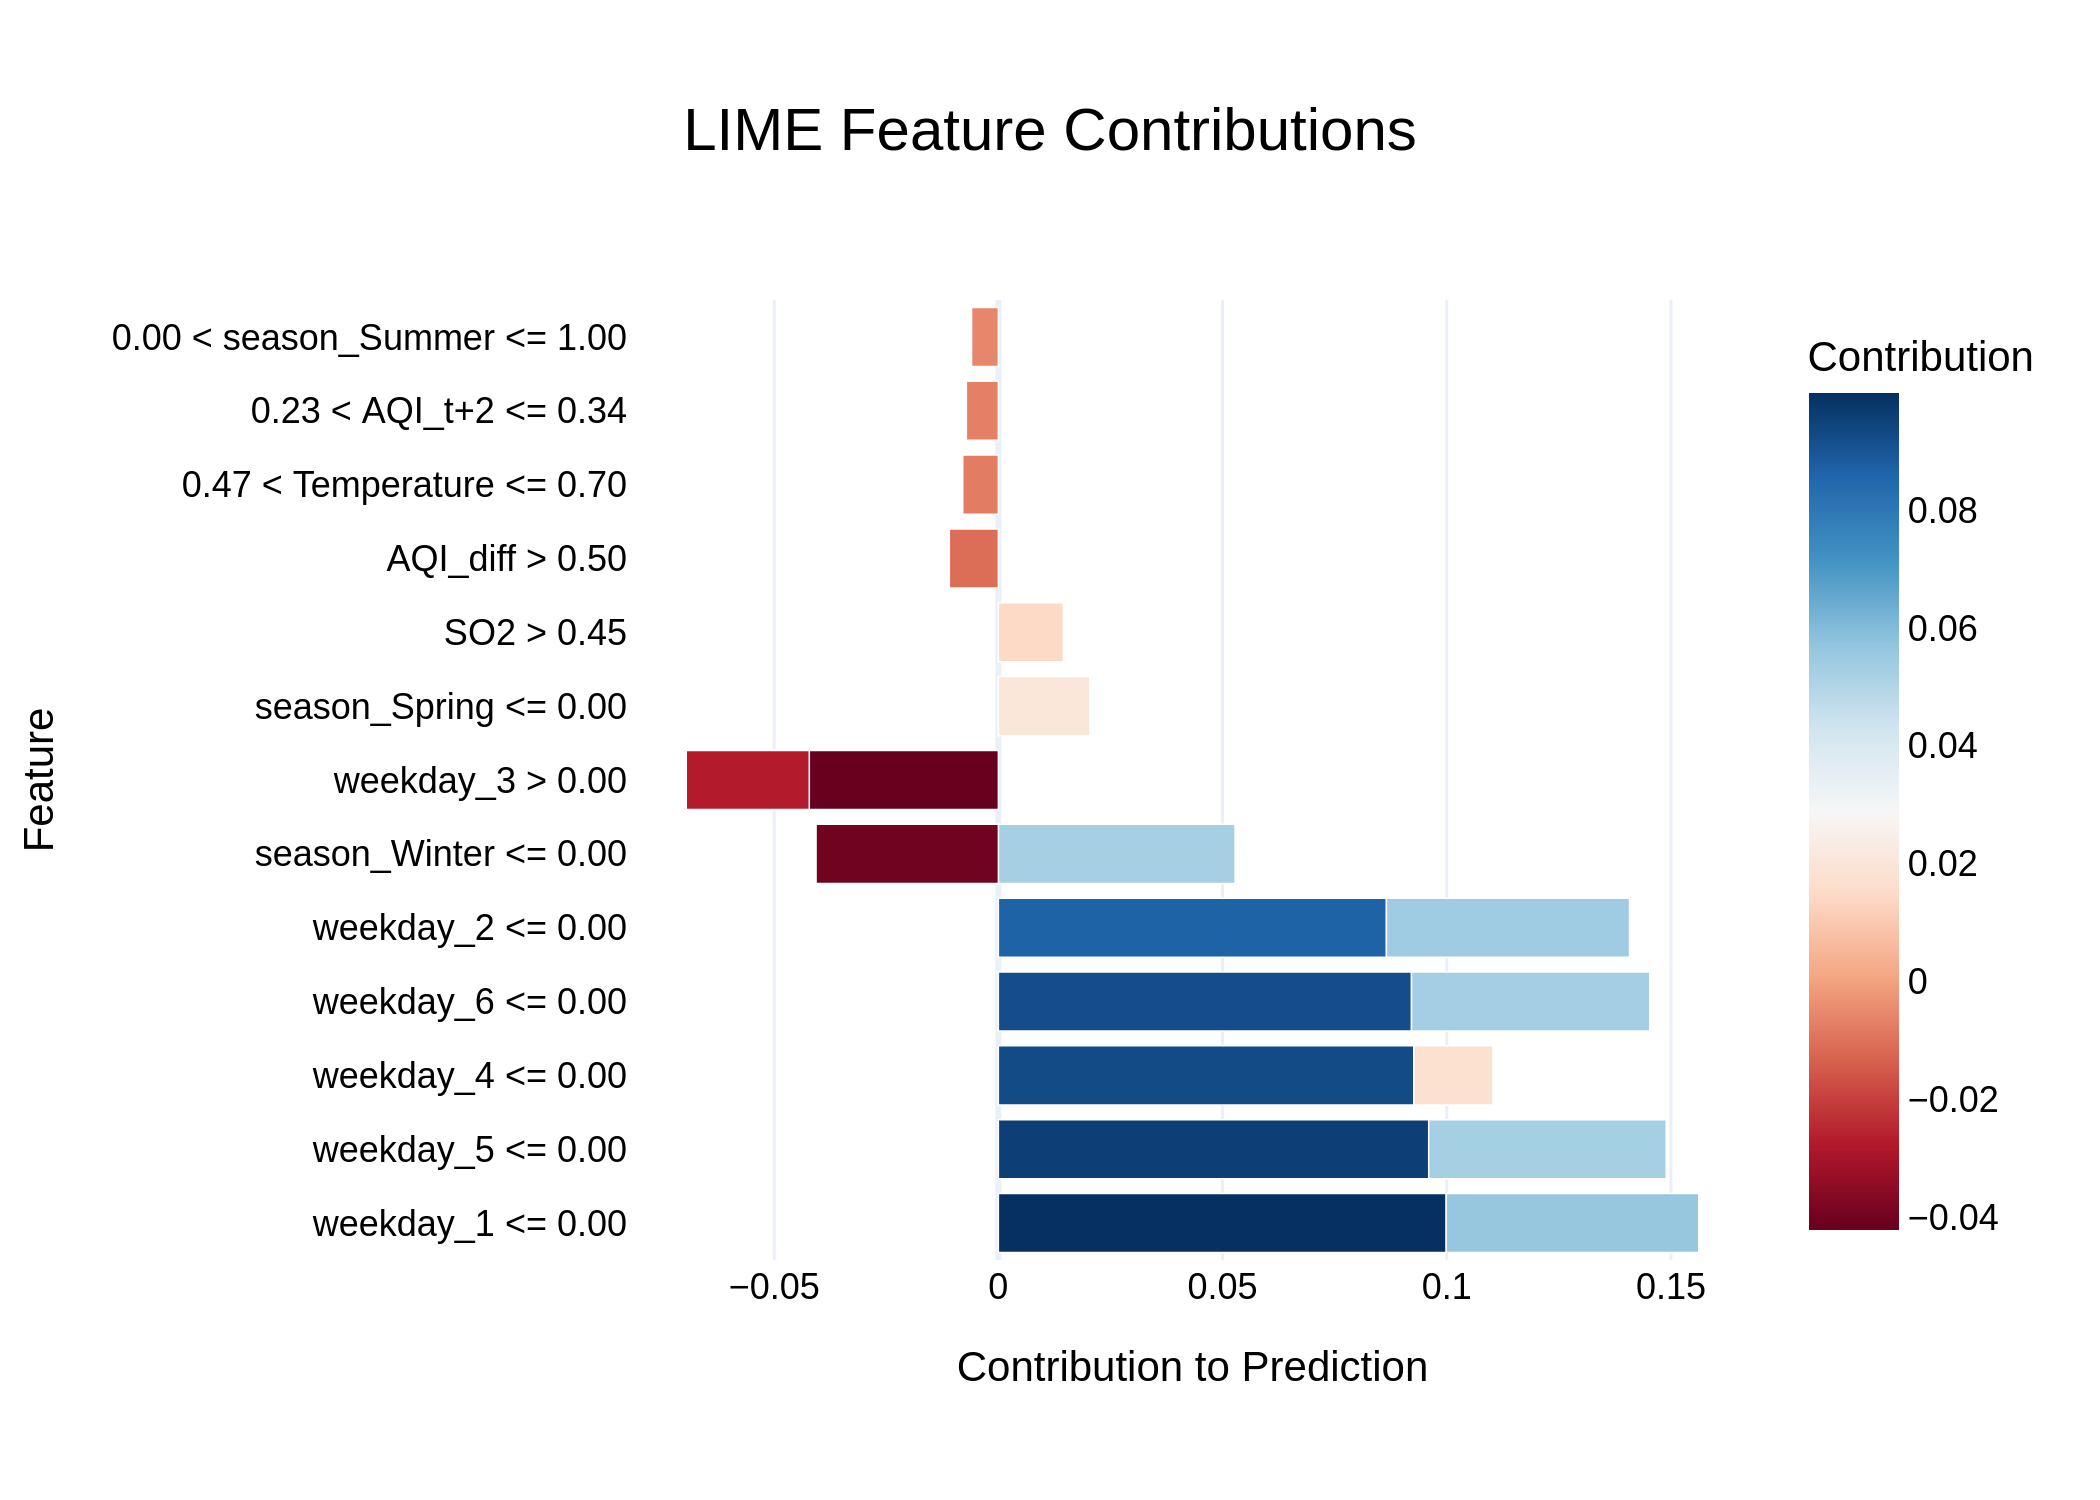 LIME Feature Contributions
0.00 < season_Summer <= 1.00
0.23 < AQI_t+2 <= 0.34
0.47 < Temperature <= 0.70
AQI_diff > 0.50
SO2 > 0.45
season_Spring <= 0.00
weekday_3 > 0.00
season_Winter <= 0.00
weekday_2 <= 0.00
weekday_6 <= 0.00
weekday_4 <= 0.00
weekday_5 <= 0.00
weekday_1 <= 0.00
Feature
−0.05
0
0.05
0.1
0.15
Contribution to Prediction
Contribution
0.08
0.06
0.04
0.02
0
−0.02
−0.04